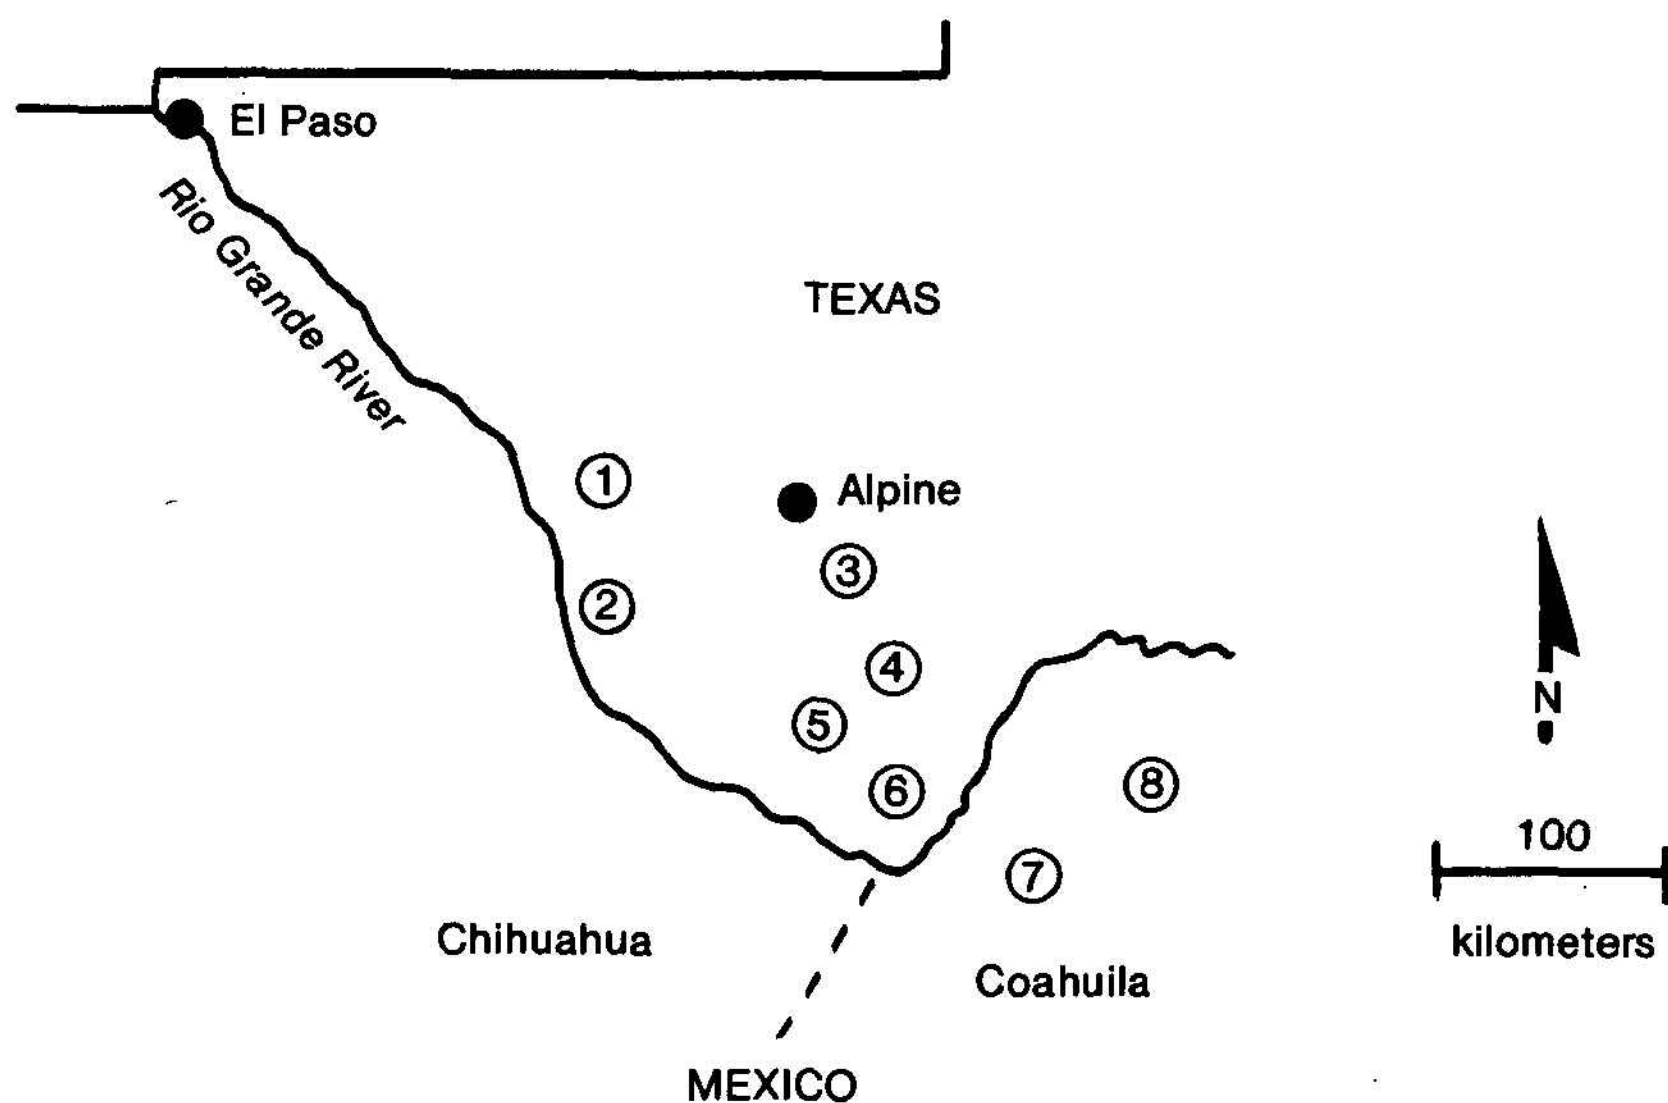 El Paso
Rio Grande River
TEXAS
1
Alpine
3
2
4
5
6
8
7
N
100
kilometers
Chihuahua
Coahuila
MEXICO